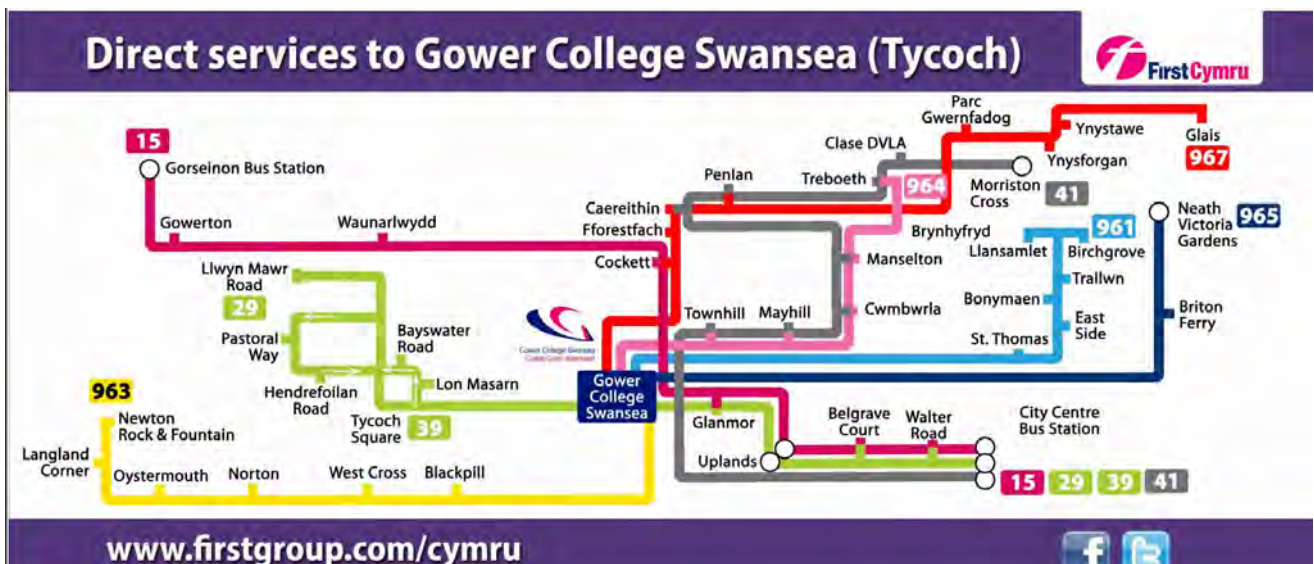 Direct services to Gower College Swansea (Tycoch)
FirstCymru
15
Gorseinon Bus Station
Gowerton
Waunarlwydd
Llwyn Mawr
Road
29
Pastoral
Way
Hendrefoilan
Road
Bayswater
Road
Lon Masarn
Tycoch
Square
39
963
Newton
Rock & Fountain
Langland
Corner
Oystermouth
Norton
West Cross
Blackpill
Gower College Swansea
Gower
College
Swansea
Caereithin
Fforestfach
Cockett
Penlan
Clase DVLA
Treboeth
964
Parc
Gwernfadog
Ynystawe
Ynysforgan
Glais
967
Morriston
Cross
41
Brynhyfryd
Manselton
Cwmbwrla
Townhill
Mayhill
Llansamlet
961
Birchgrove
Trallwn
Bonymaen
East
Side
St. Thomas
Neath
Victoria
Gardens
965
Briton
Ferry
Glanmor
Uplands
Belgrave
Court
Walter
Road
City Centre
Bus Station
15
29
39
41
www.firstgroup.com/cymru